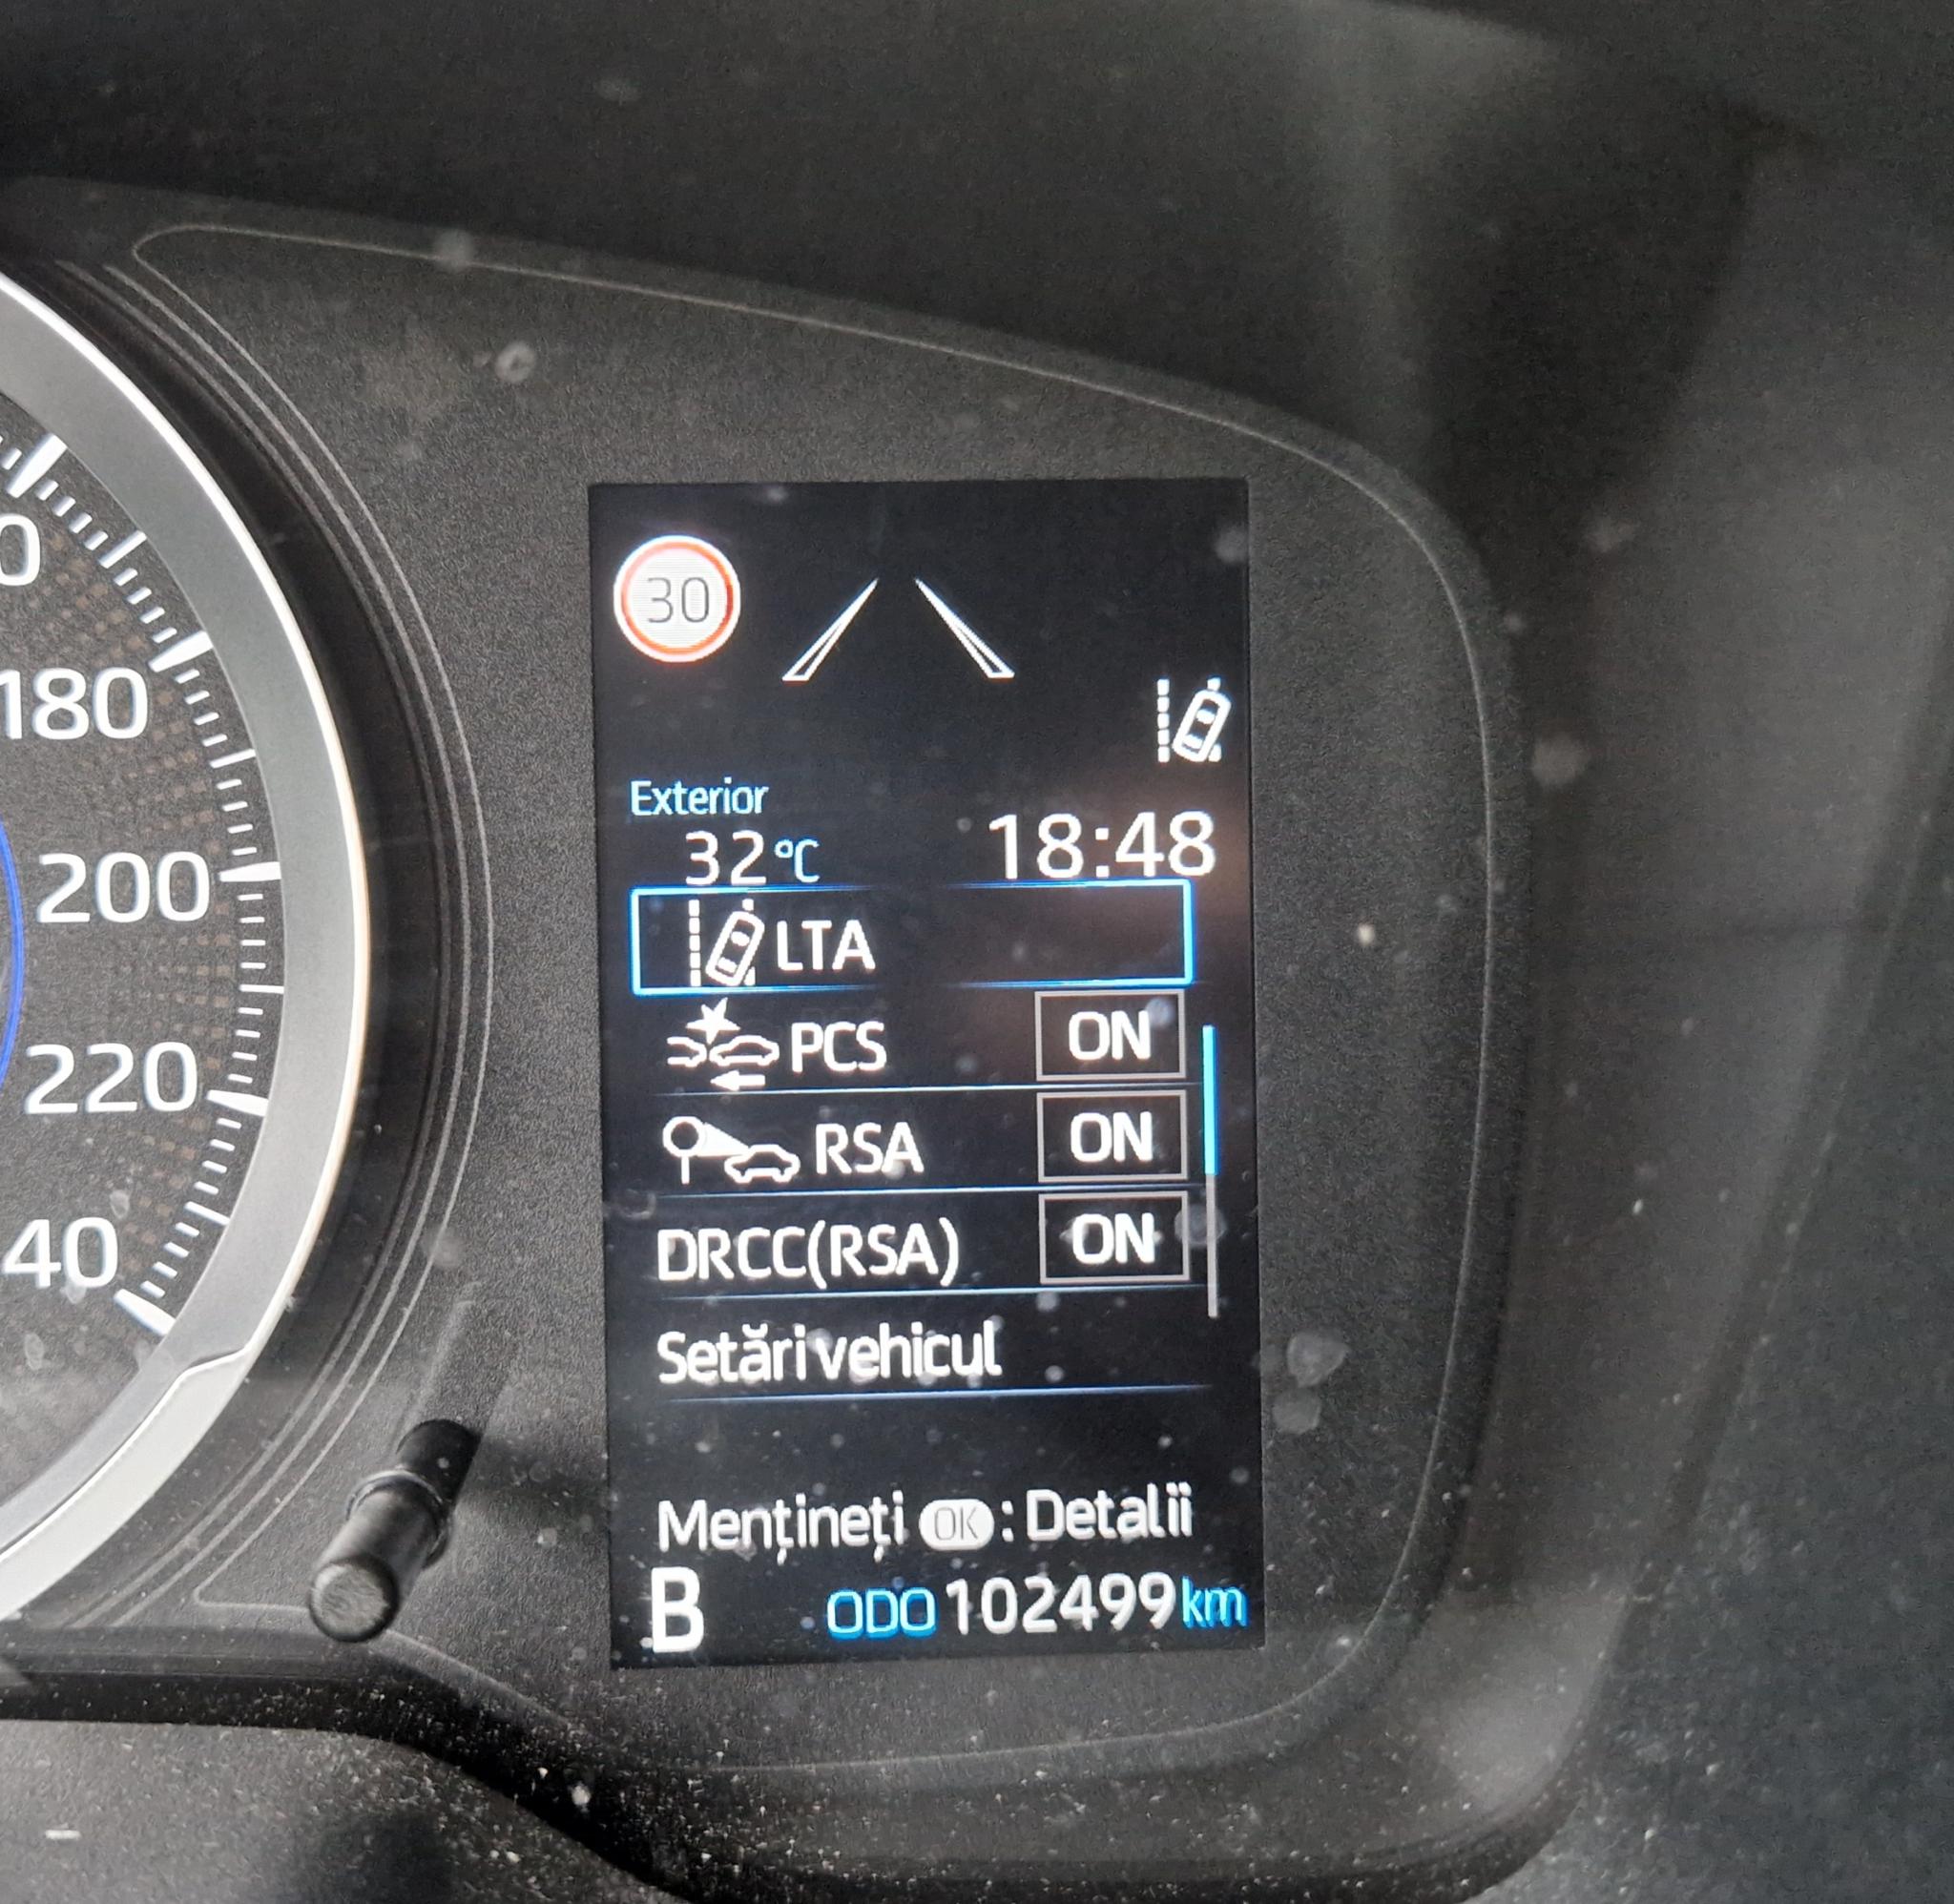 30
Exterior
32°C
18:48
LTA
PCS ON
RSA ON
DRCC(RSA) ON
Setări vehicul
Mențineți OK : Detalii
B ODO 102499 km
180
200
220